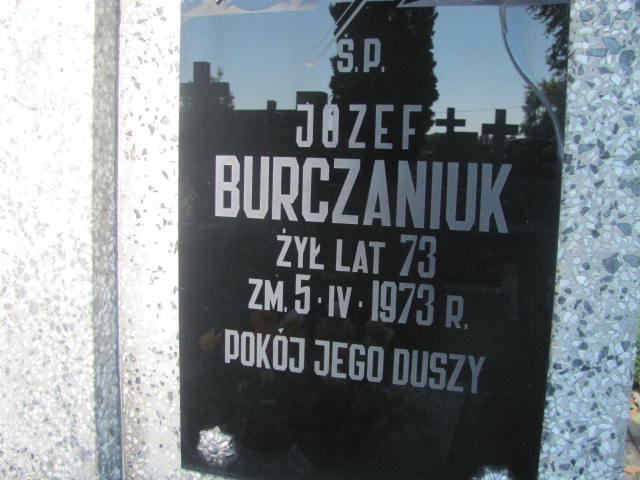 Ś.P.
JÓZEF
BURCZANIUK
ŻYŁ LAT 73
ZM. 5·IV·1973 R.
POKÓJ JEGO DUSZY